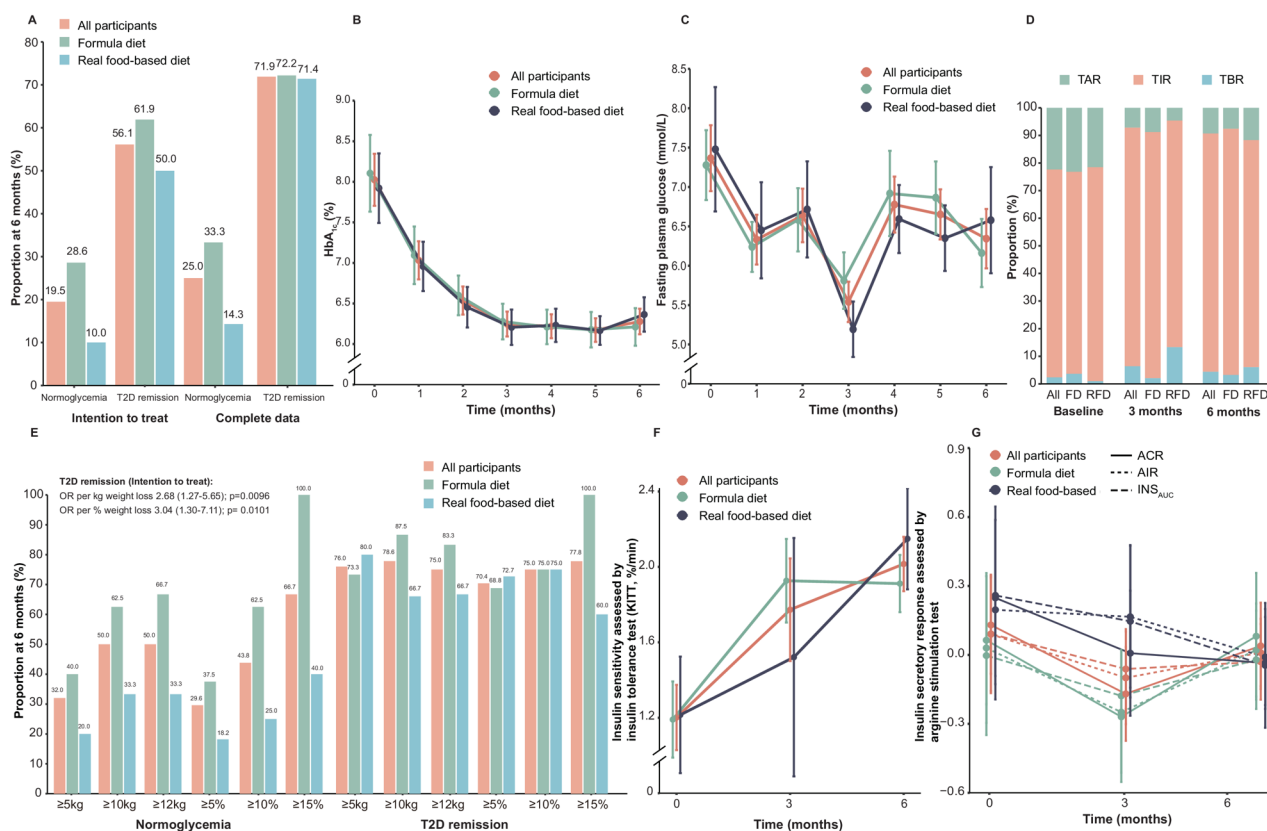 A
All participants
Formula diet
Real food-based diet
Proportion at 6 months (%)
80
70
60
50
40
30
20
10
0
19.5
28.6
10.0
56.1
61.9
50.0
25.0
33.3
14.3
71.9
72.2
71.4
Normoglycemia
T2D remission
Normoglycemia
T2D remission
Intention to treat
Complete data
B
All participants
Formula diet
Real food-based diet
HbA1c (%)
9.0
8.0
7.5
7.0
6.5
6.0
0
0 1 2 3 4 5 6
Time (months)
C
All participants
Formula diet
Real food-based diet
Fasting plasma glucose (mmol/L)
8.5
8.0
7.5
7.0
6.5
6.0
5.5
5.0
0
0 1 2 3 4 5 6
Time (months)
D
TAR
TIR
TBR
Proportion (%)
100
90
80
70
60
50
40
30
20
10
0
All FD RFD
All FD RFD
All FD RFD
Baseline
3 months
6 months
E
T2D remission (Intention to treat):
OR per kg weight loss 2.68 (1.27-5.65); p=0.0096
OR per % weight loss 3.04 (1.30-7.11); p= 0.0101
All participants
Formula diet
Real food-based diet
Proportion at 6 months (%)
100
90
80
70
60
50
40
30
20
10
0
32.0
40.0
20.0
50.0
62.5
33.3
50.0
66.7
33.3
29.6
37.5
18.2
43.8
62.5
25.0
66.7
100.0
40.0
76.0
73.3
80.0
78.6
87.5
66.7
75.0
83.3
66.7
70.4
68.8
72.7
75.0
75.0
75.0
77.8
100.0
60.0
≥5kg ≥10kg ≥12kg ≥5% ≥10% ≥15% ≥5kg ≥10kg ≥12kg ≥5% ≥10% ≥15%
Normoglycemia
T2D remission
F
All participants
Formula diet
Real food-based diet
Insulin sensitivity assessed by
insulin tolerance test (KITT, %/min)
2.4
2.0
1.6
1.2
0
0 3 6
Time (months)
G
All participants
Formula diet
Real food-based
ACR
AIR
INSAUC
Insulin secretory response assessed by
arginine stimulation test
0.9
0.6
0.3
0.0
−0.3
−0.6
0 3 6
Time (months)